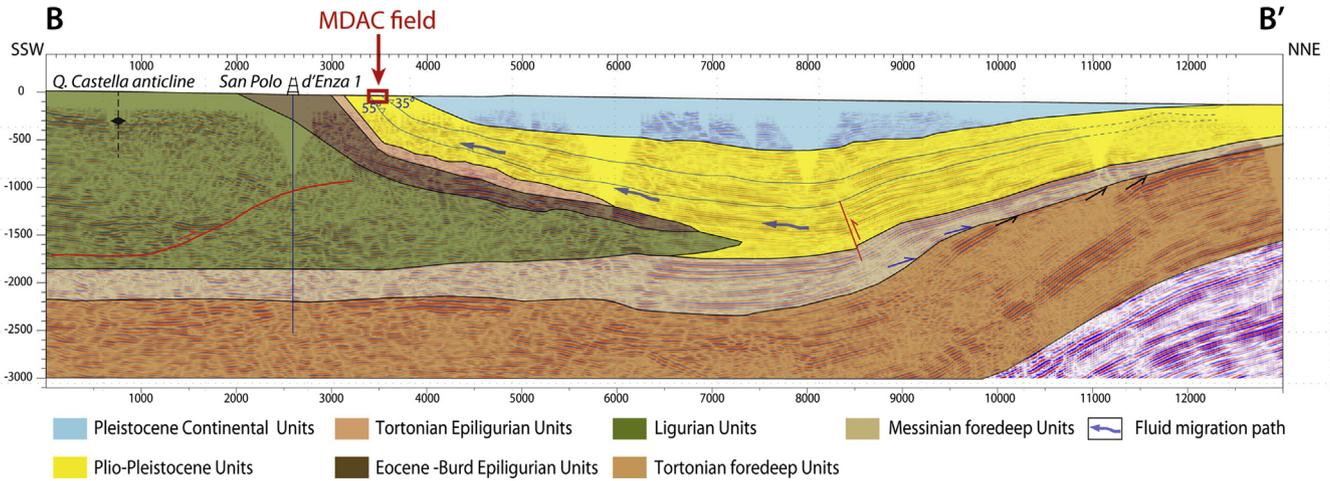 B
MDAC field
B’
SSW
NNE
1000 2000 3000 4000 5000 6000 7000 8000 9000 10000 11000 12000
Q. Castella anticline San Polo d’Enza 1
55° 35°
0
-500
-1000
-1500
-2000
-2500
-3000
1000 2000 3000 4000 5000 6000 7000 8000 9000 10000 11000 12000
Pleistocene Continental Units Tortonian Epiligurian Units Ligurian Units Messinian foredeep Units Fluid migration path
Plio-Pleistocene Units Eocene -Burd Epiligurian Units Tortonian foredeep Units